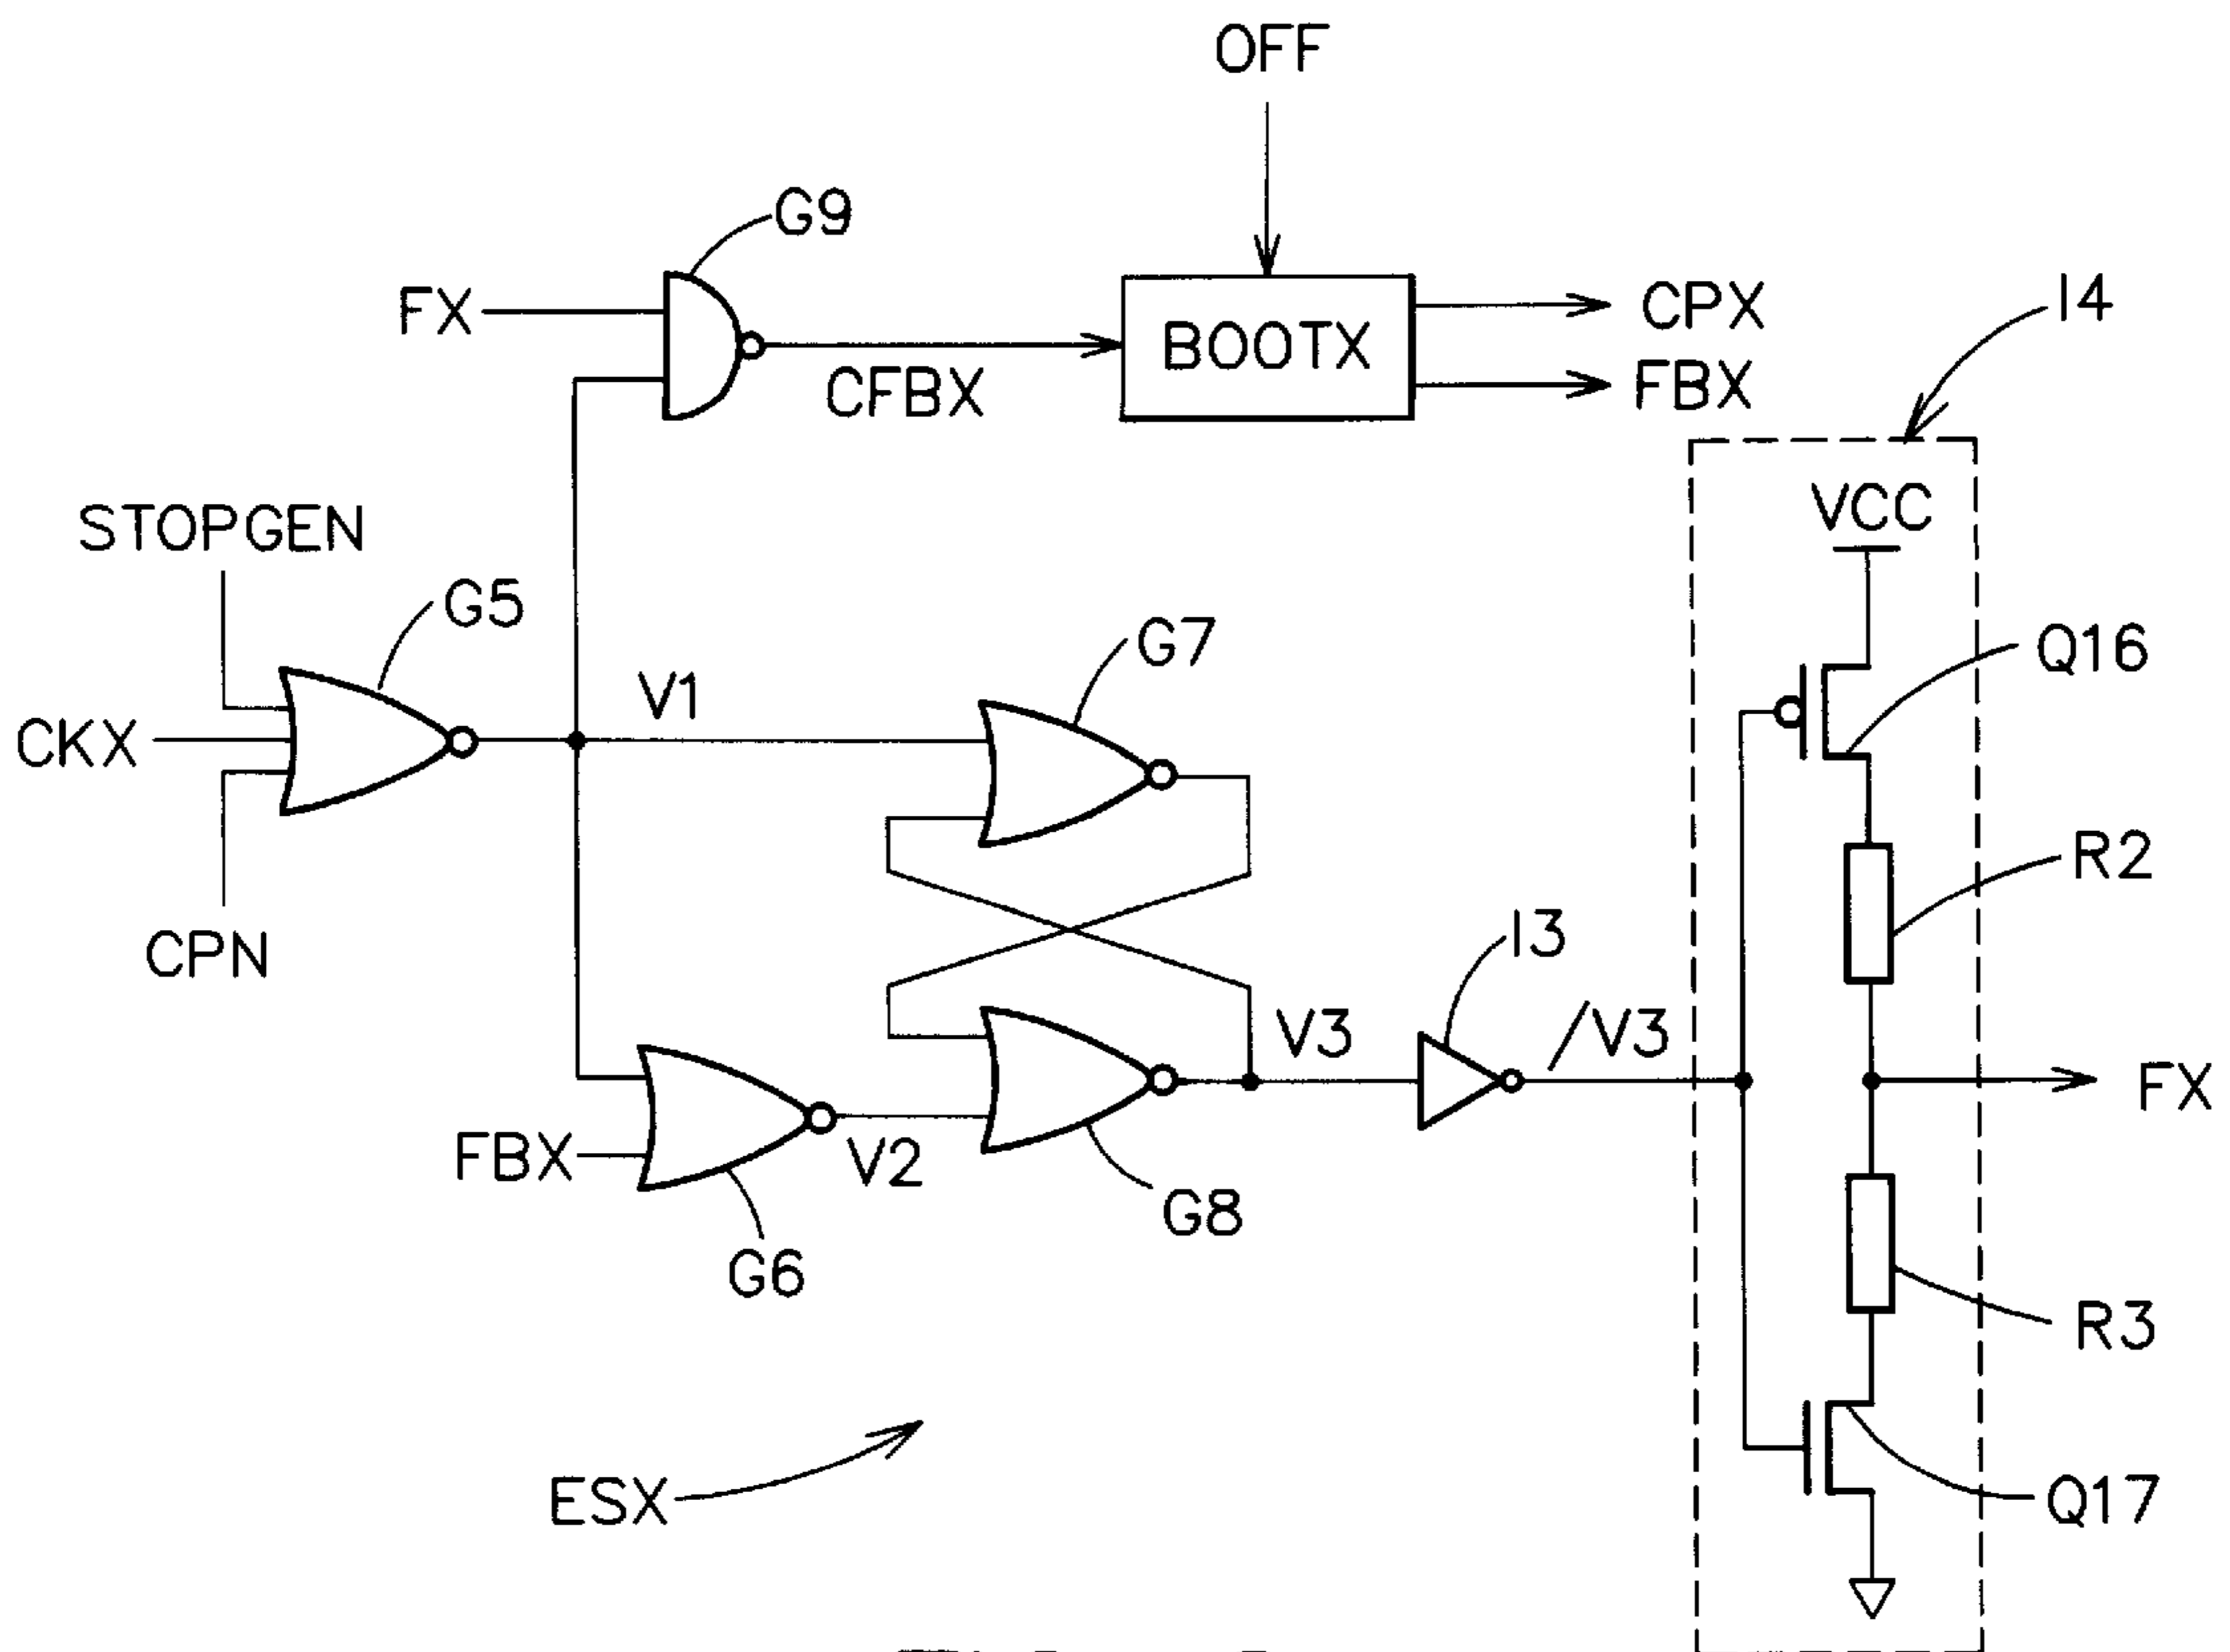 OFF
G9
FX
CFBX
BOOTX
CPX
FBX
I4
VCC
STOPGEN
G5
CKX
CPN
V1
G7
Q16
R2
I3
V3
/V3
FX
FBX
V2
G8
G6
R3
ESX
Q17